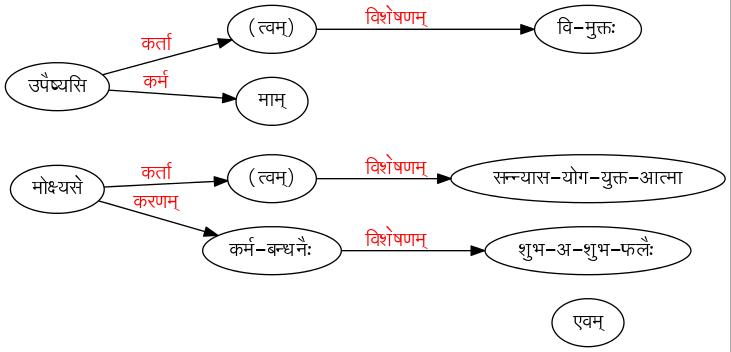 कर्ता (त्वम्) विशेषणम् वि-मुक्तः
उपैष्यसि
कर्म माम्
मोक्ष्यसे कर्ता (त्वम्) विशेषणम् सन्न्यास-योग-युक्त-आत्मा
करणम् कर्म-बन्धनैः विशेषणम् शुभ-अ-शुभ-फलैः
एवम्